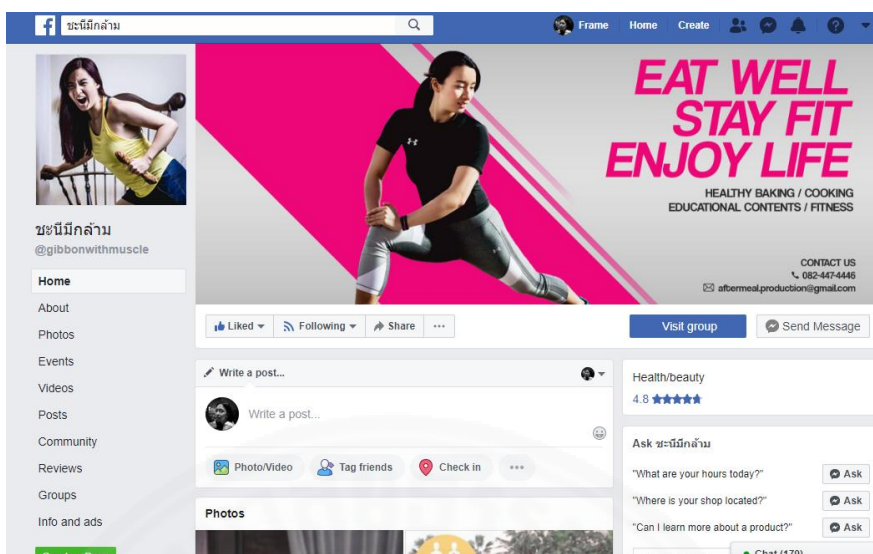 ชะนีมีกล้าม
Frame Home Create
EAT WELL
STAY FIT
ENJOY LIFE
HEALTHY BAKING / COOKING
EDUCATIONAL CONTENTS / FITNESS
CONTACT US
082-447-4446
aftermeal.production@gmail.com
ชะนีมีกล้าม
@gibbonwithmuscle
Home
About
Photos
Events
Videos
Posts
Community
Reviews
Groups
Info and ads
Liked Following Share
Visit group Send Message
Write a post...
Write a post...
Photo/Video Tag friends Check in
Photos
Health/beauty
4.8
Ask ชะนีมีกล้าม
"What are your hours today?" Ask
"Where is your shop located?" Ask
"Can I learn more about a product?" Ask
Chat (179)